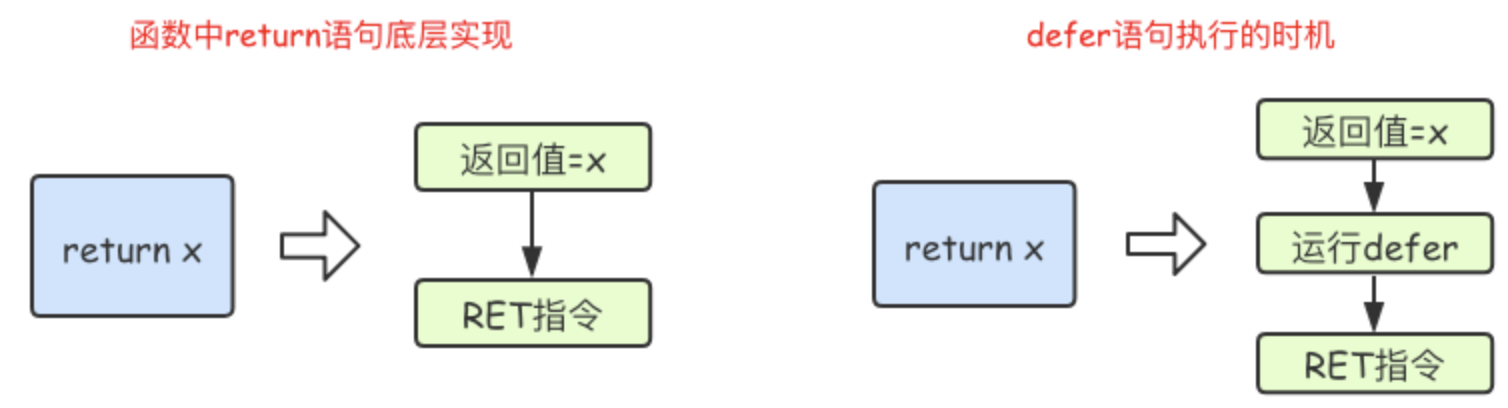 函数中return语句底层实现
return x
返回值=x
RET指令
defer语句执行的时机
return x
返回值=x
运行defer
RET指令